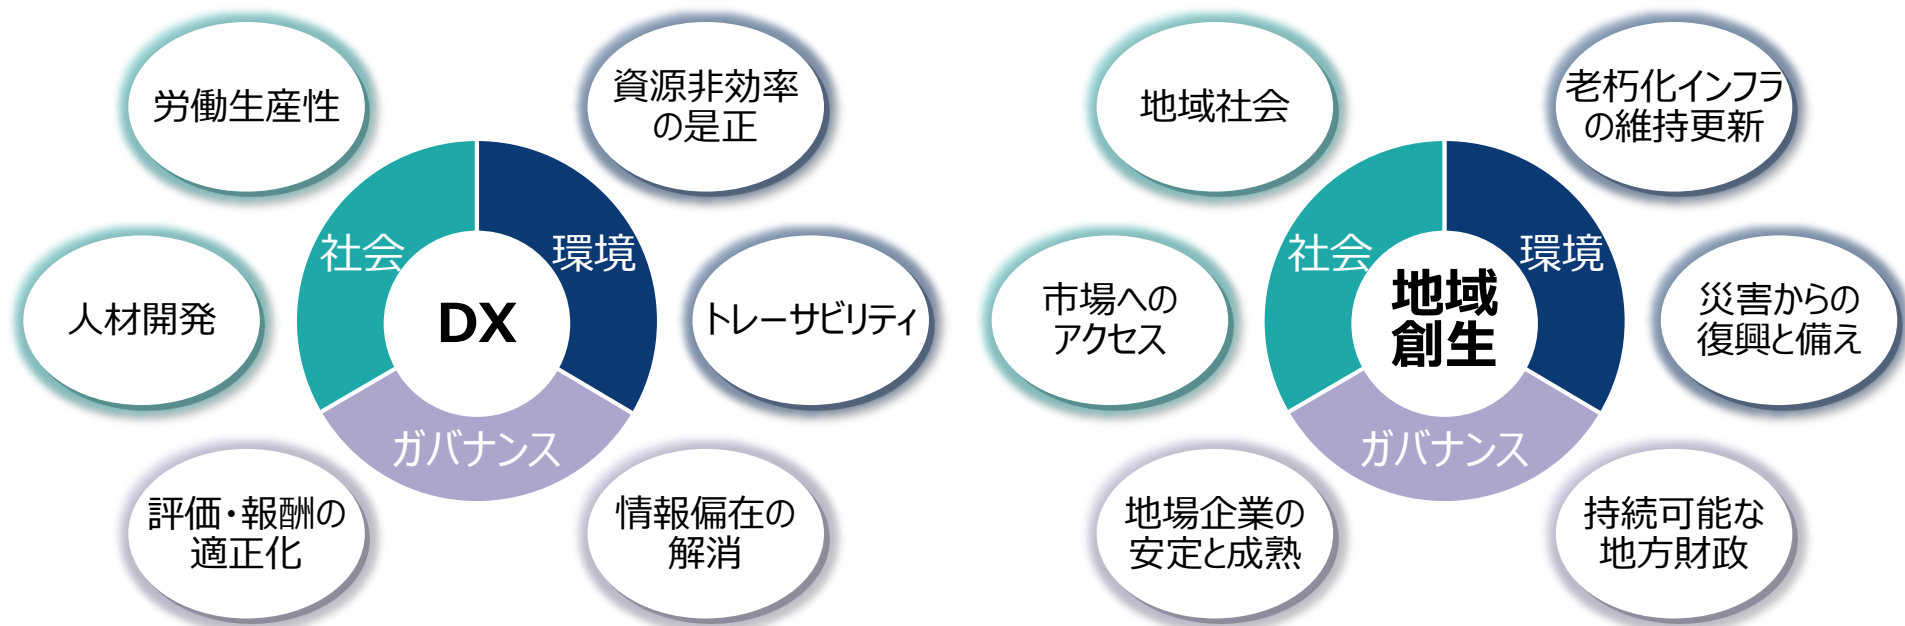 労働生産性
資源非効率
の是正
社会
環境
人材開発
DX
トレーサビリティ
ガバナンス
評価・報酬の
適正化
情報偏在の
解消
地域社会
老朽化インフラ
の維持更新
社会
環境
市場への
アクセス
地域
創生
災害からの
復興と備え
ガバナンス
地場企業の
安定と成熟
持続可能な
地方財政